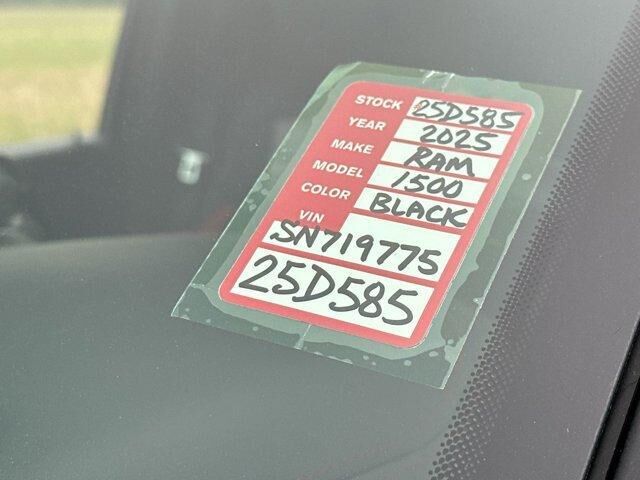 STOCK 25D585
YEAR 2025
MAKE RAM
MODEL 1500
COLOR BLACK
VIN
SN719775
25D585